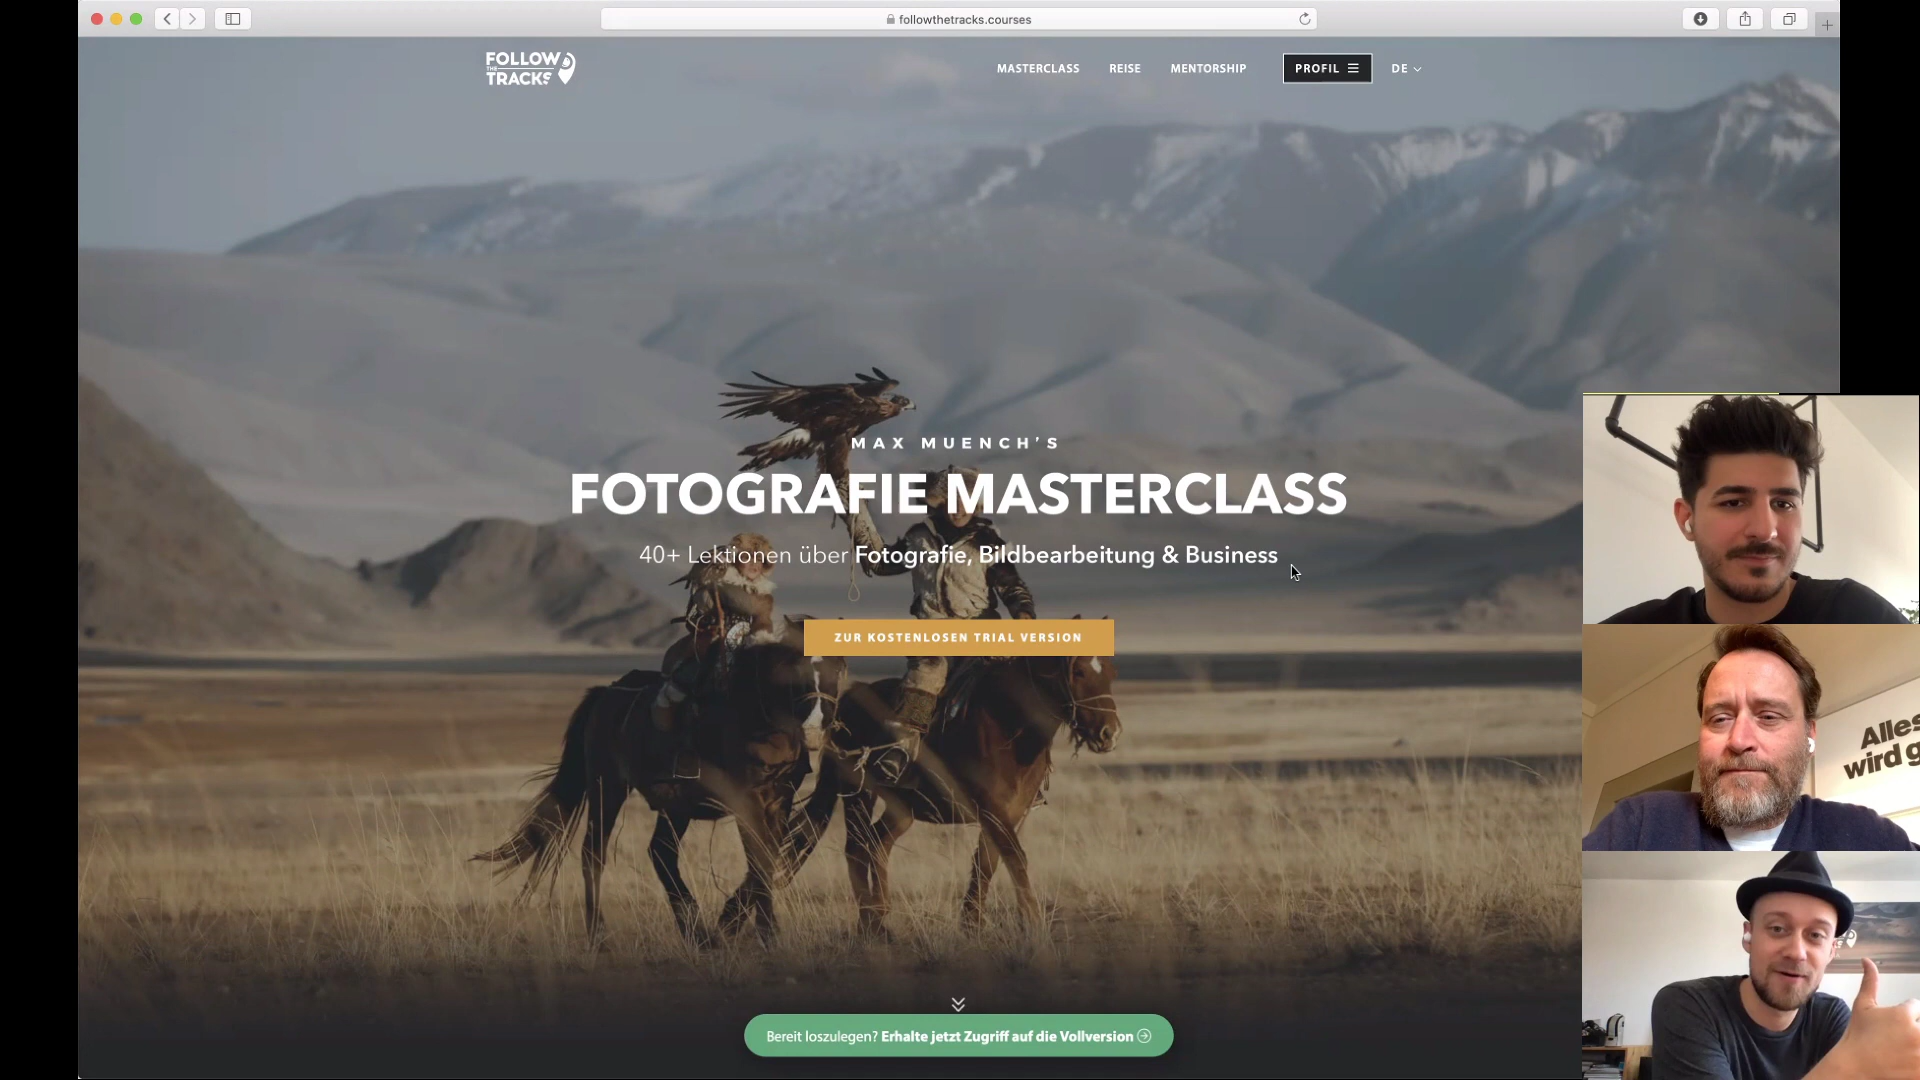 followthetracks.courses
FOLLOW
THE
TRACKS
MASTERCLASS REISE MENTORSHIP PROFIL DE
MAX MUENCH'S
FOTOGRAFIE MASTERCLASS
40+ Lektionen über Fotografie, Bildbearbeitung & Business
ZUR KOSTENLOSEN TRIAL VERSION
Bereit loszulegen? Erhalte jetzt Zugriff auf die Vollversion
Alles
wird g